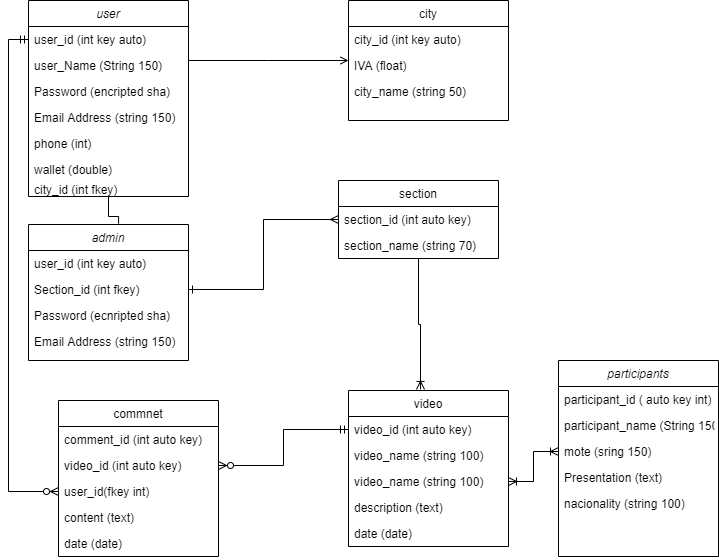 user
user_id (int key auto)
user_Name (String 150)
Password (encripted sha)
Email Address (string 150)
phone (int)
wallet (double)
city_id (int fkey)
city
city_id (int key auto)
IVA (float)
city_name (string 50)
admin
user_id (int key auto)
Section_id (int fkey)
Password (ecnripted sha)
Email Address (string 150)
section
section_id (int auto key)
section_name (string 70)
commnet
comment_id (int auto key)
video_id (int auto key)
user_id(fkey int)
content (text)
date (date)
video
video_id (int auto key)
video_name (string 100)
video_name (string 100)
description (text)
date (date)
participants
participant_id ( auto key int)
participant_name (String 150
mote (sring 150)
Presentation (text)
nacionality (string 100)